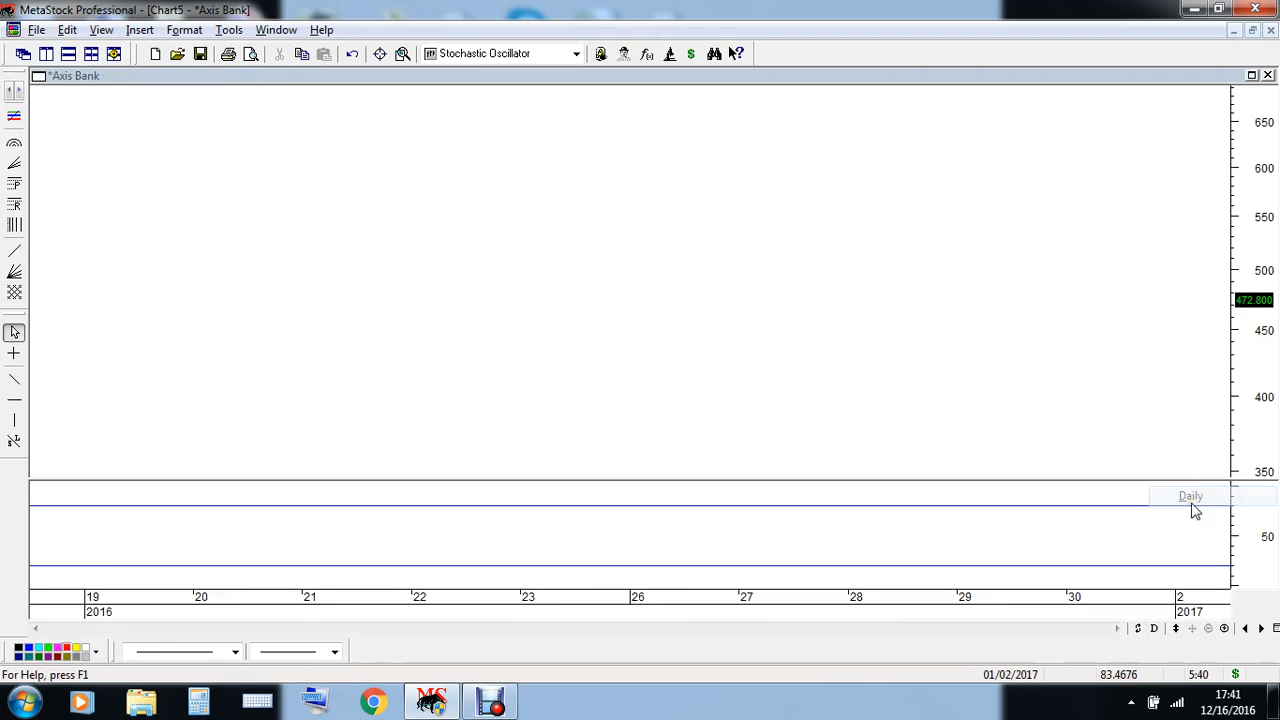 MetaStock Professional - [Chart5 - *Axis Bank]
File Edit View Insert Format Tools Window Help
Stochastic Oscillator
*Axis Bank
650
600
550
500
472.800
450
400
350
Daily
50
19 20 21 22 23 26 27 28 29 30 2
2016 2017
D
For Help, press F1 01/02/2017 83.4676 5:40 $
MS
17:41
12/16/2016